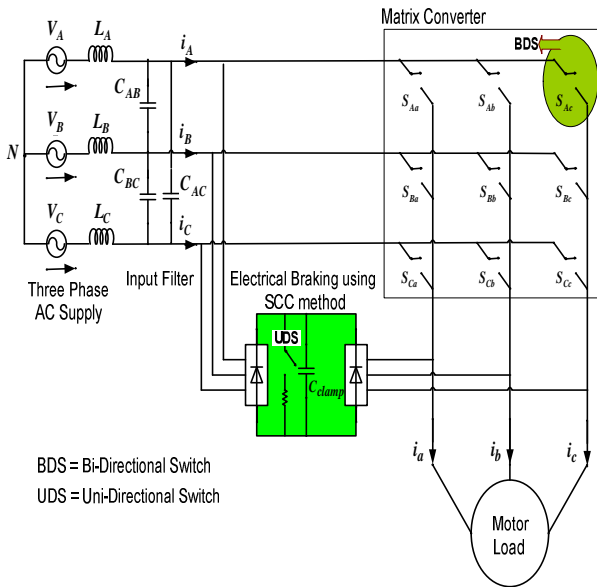 Matrix Converter
V_A
L_A
i_A
BDS
C_AB
S_Aa
S_Ab
S_Ac
V_B
L_B
i_B
N
C_BC
C_AC
S_Ba
S_Bb
S_Bc
V_C
L_C
i_C
Three Phase
AC Supply
Input Filter
Electrical Braking using
SCC method
S_Ca
S_Cb
S_Cc
UDS
C_clamp
BDS = Bi-Directional Switch
UDS = Uni-Directional Switch
i_a
i_b
i_c
Motor
Load